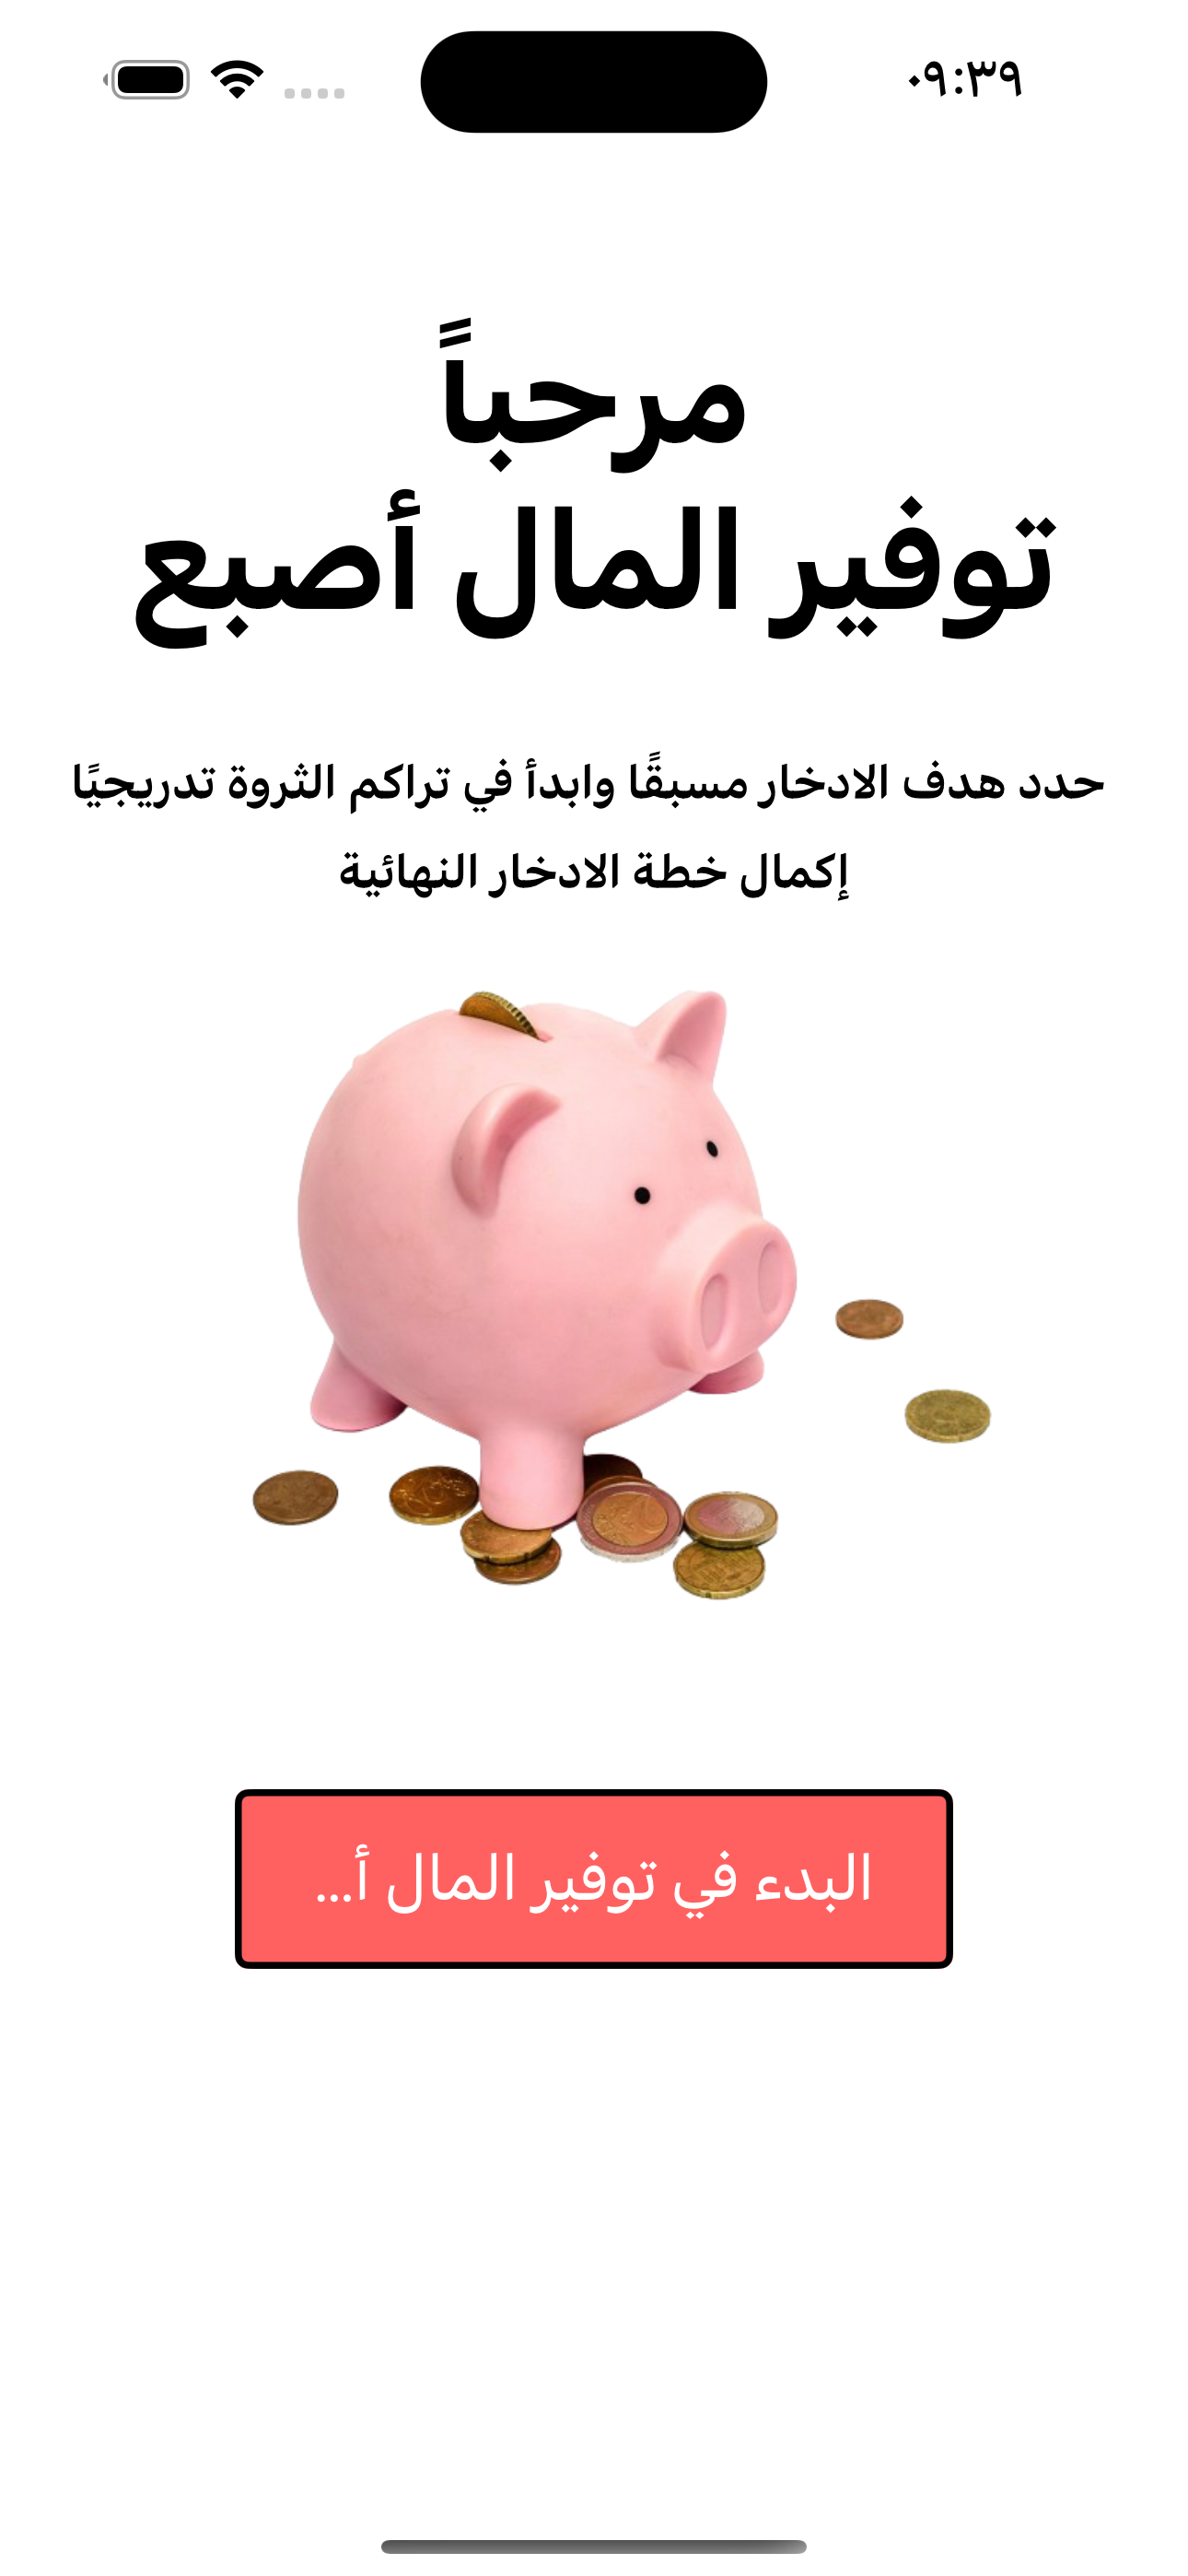 ٠٩:٣٩
مرحباً
توفير المال أصبع
حدد هدف الادخار مسبقًا وابدأ في تراكم الثروة تدريجيًا
إكمال خطة الادخار النهائية
البدء في توفير المال أ...